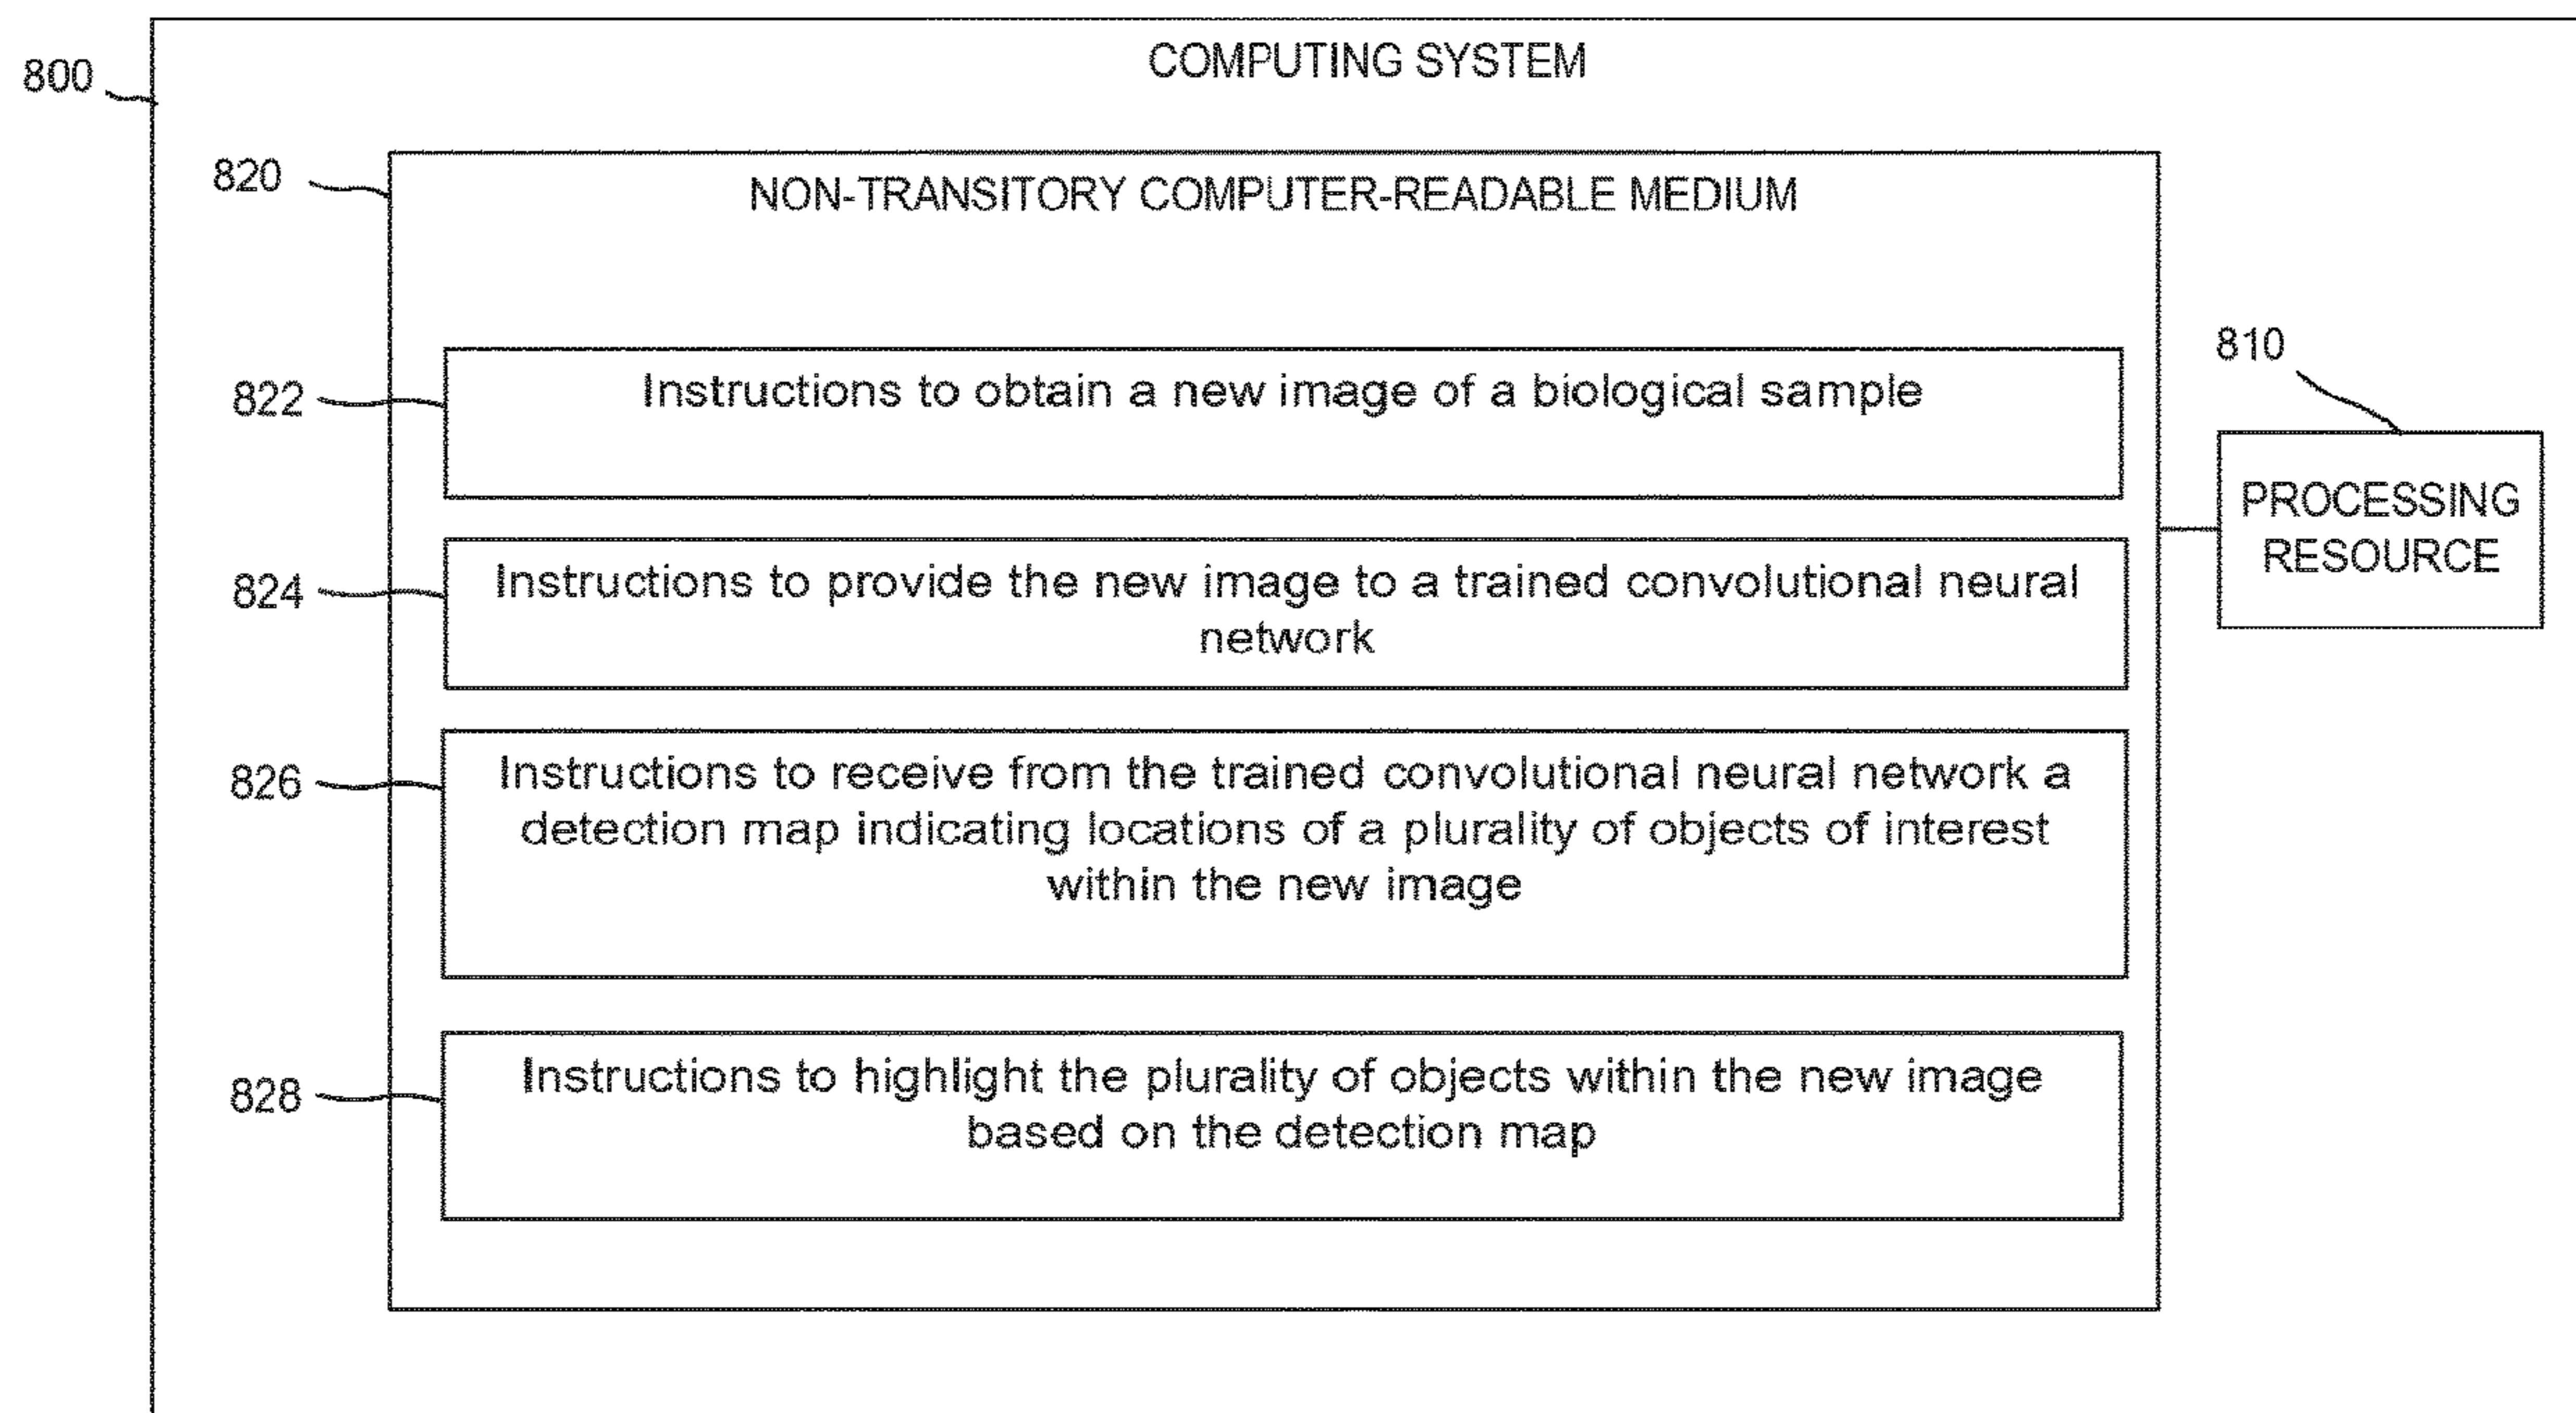 COMPUTING SYSTEM
800
820
NON-TRANSITORY COMPUTER-READABLE MEDIUM
822
Instructions to obtain a new image of a biological sample
810
PROCESSING
RESOURCE
824
Instructions to provide the new image to a trained convolutional neural
network
826
Instructions to receive from the trained convolutional neural network a
detection map indicating locations of a plurality of objects of interest
within the new image
828
Instructions to highlight the plurality of objects within the new image
based on the detection map